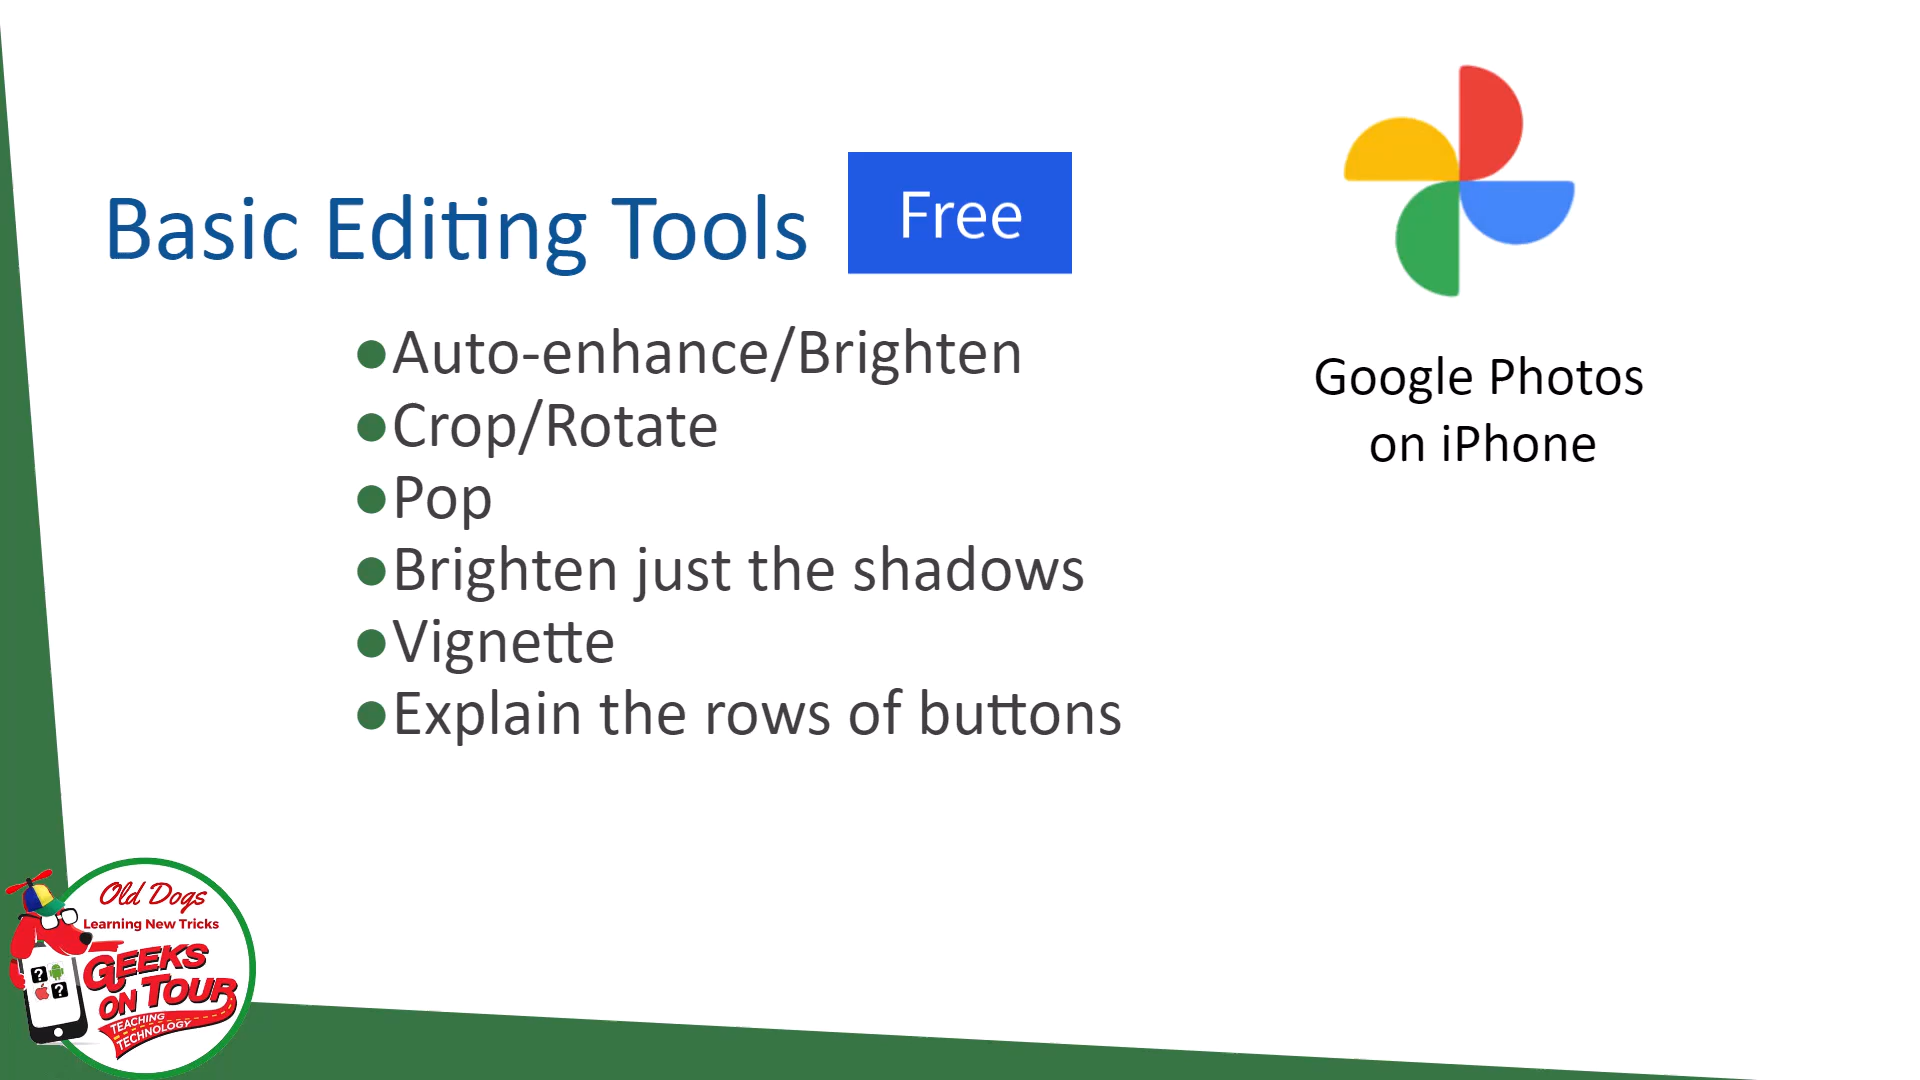 Basic Editing Tools
Free
●Auto-enhance/Brighten
●Crop/Rotate
●Pop
●Brighten just the shadows
●Vignette
●Explain the rows of buttons
Google Photos
on iPhone
Old Dogs
Learning New Tricks
GEEKS
ON TOUR
TEACHING
TECHNOLOGY
?
?